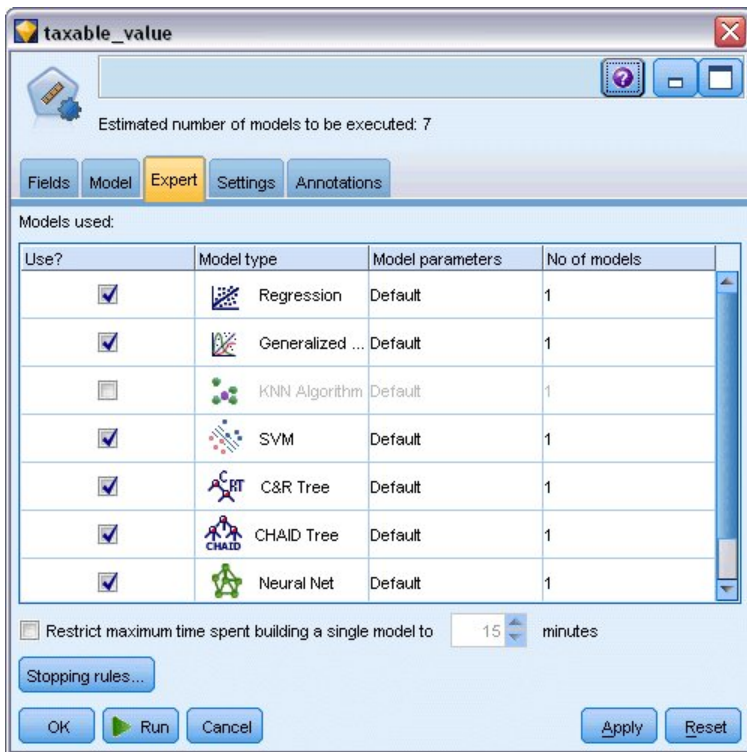 taxable_value
Estimated number of models to be executed: 7
Fields Model Expert Settings Annotations
Models used:
Use? Model type Model parameters No of models
Regression Default 1
Generalized ... Default 1
KNN Algorithm Default 1
SVM Default 1
C&R Tree Default 1
CHAID CHAID Tree Default 1
Neural Net Default 1
Restrict maximum time spent building a single model to 15 minutes
Stopping rules...
OK Run Cancel Apply Reset